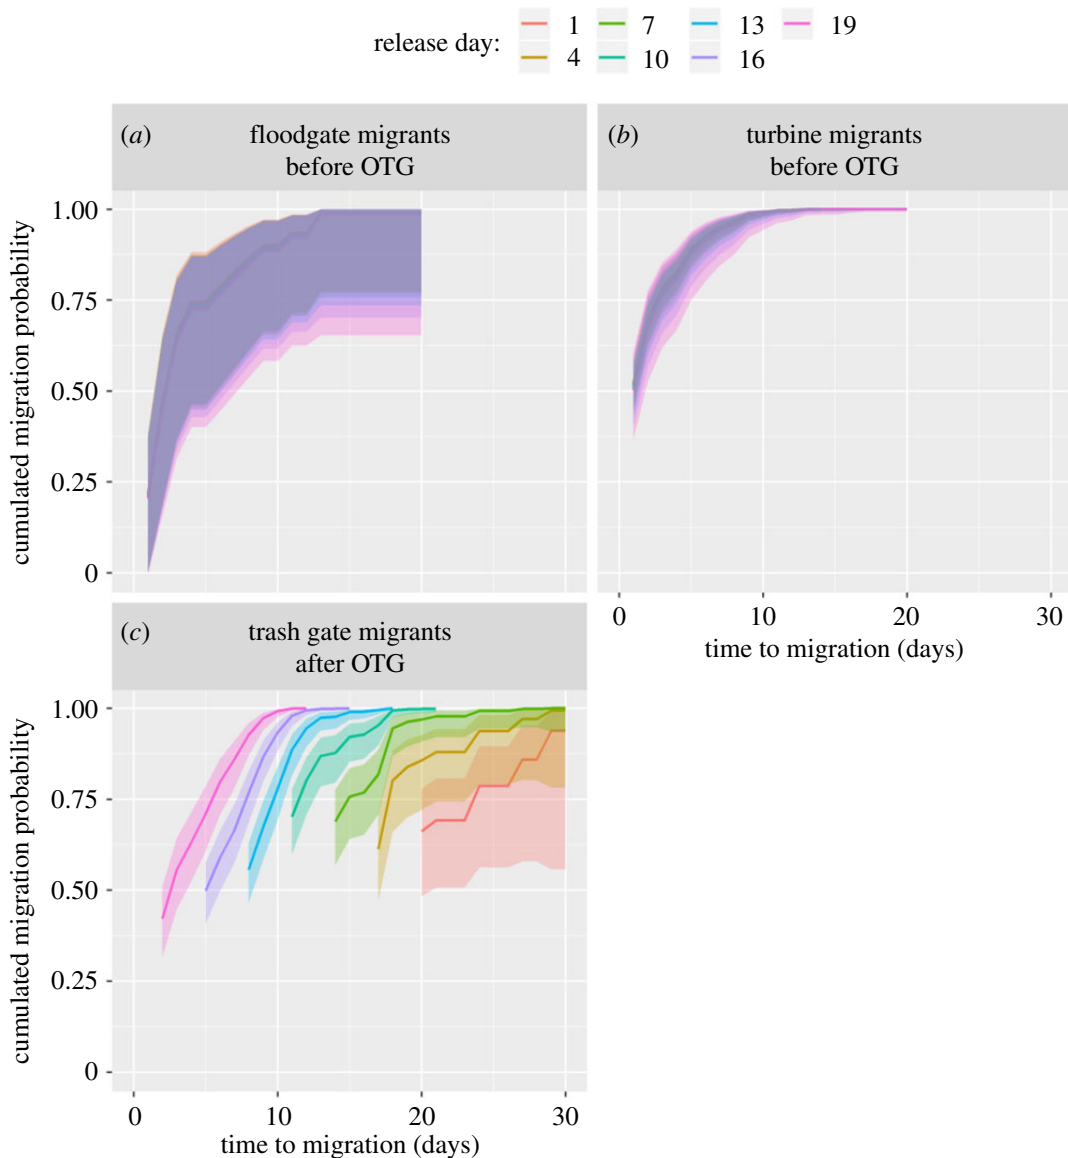 release day:
1 7 13 19
4 10 16
(a) floodgate migrants
before OTG
(b) turbine migrants
before OTG
cumulated migration probability
1.00
0.75
0.50
0.25
0
0 10 20 30
time to migration (days)
(c) trash gate migrants
after OTG
cumulated migration probability
1.00
0.75
0.50
0.25
0
0 10 20 30
time to migration (days)